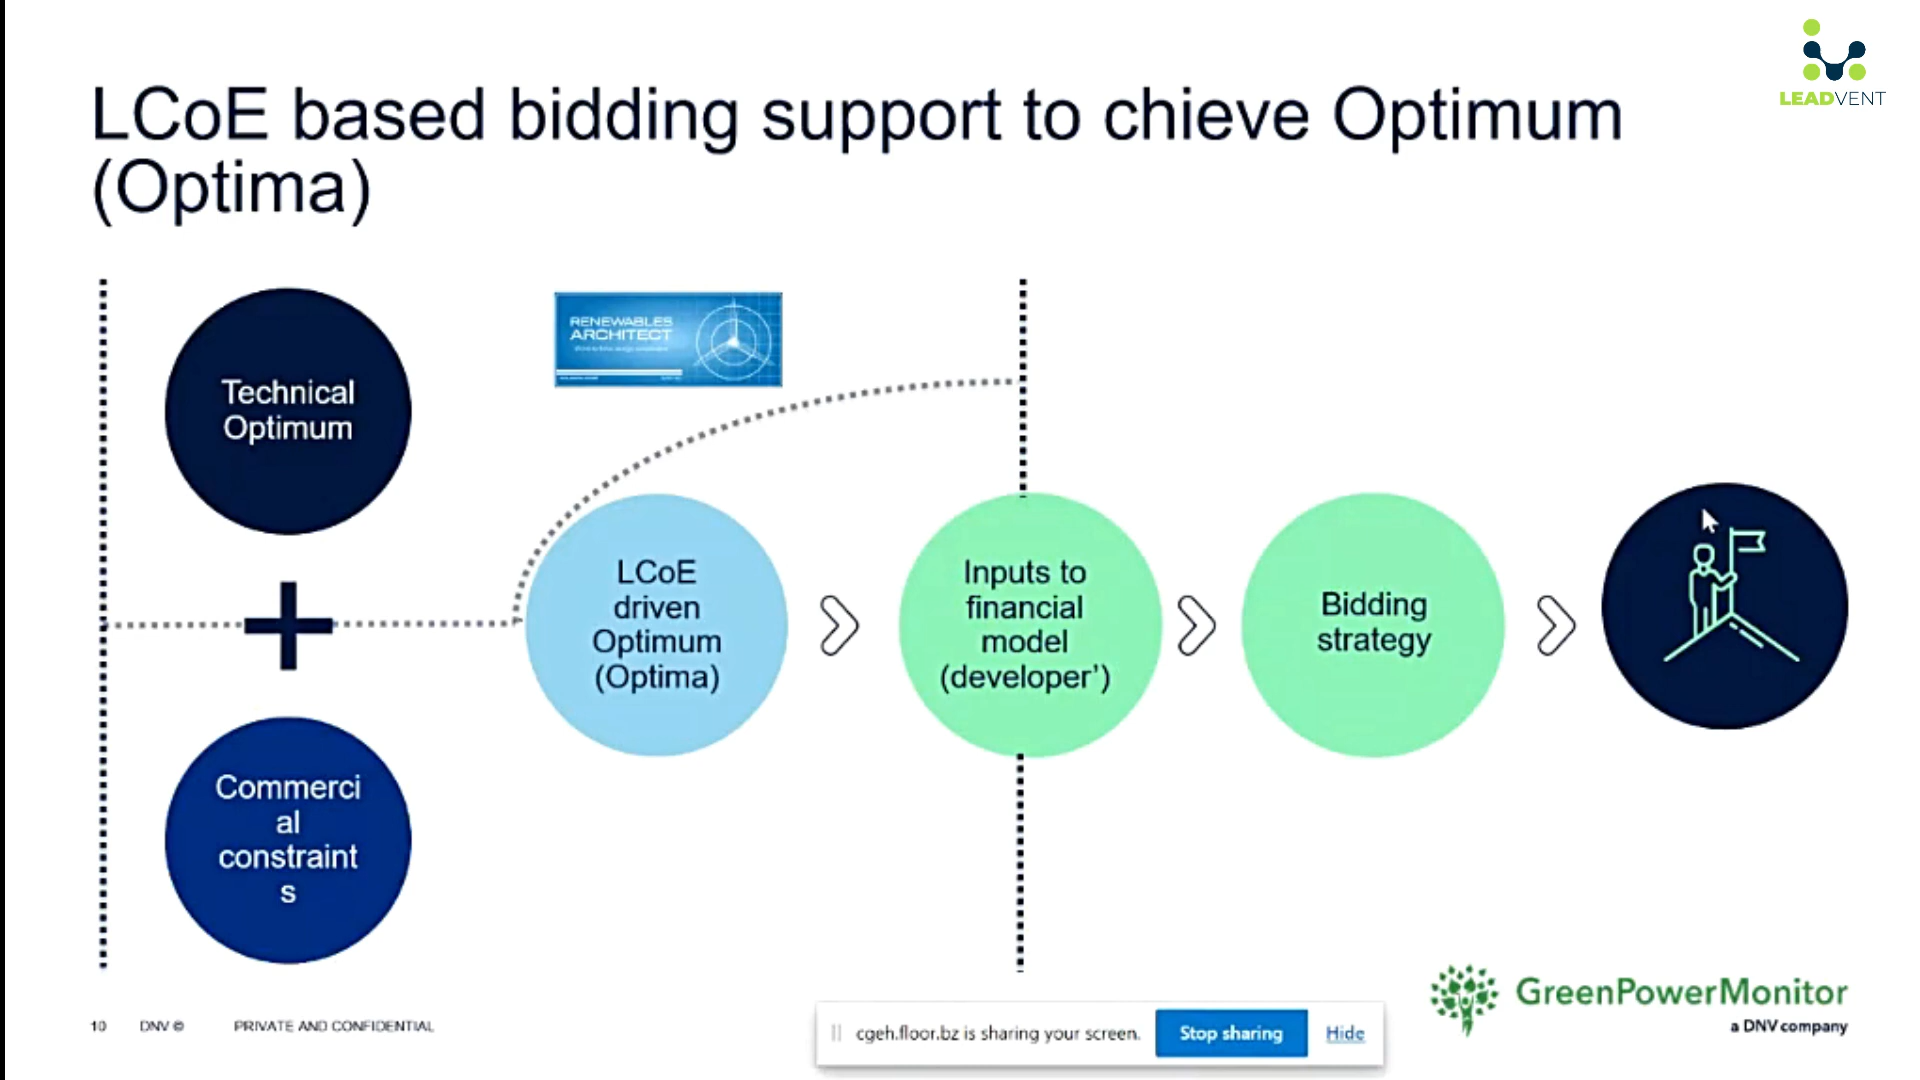 LEADVENT
LCoE based bidding support to chieve Optimum
(Optima)
Technical
Optimum
RENEWABLES
ARCHITECT
LCoE
driven
Optimum
(Optima)
Inputs to
financial
model
(developer’)
Bidding
strategy
Commerci
al
constraint
s
10 DNV © PRIVATE AND CONFIDENTIAL
cgeh.floor.bz is sharing your screen. Stop sharing Hide
GreenPowerMonitor
a DNV company